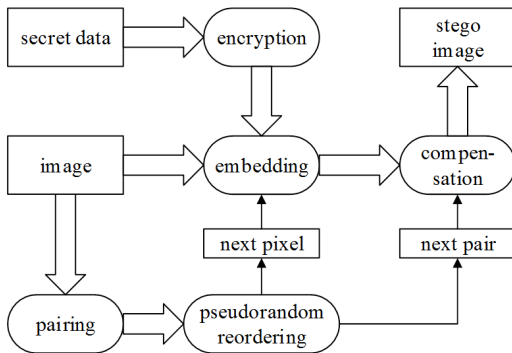 secret data
encryption
stego
image
image
embedding
compen-
sation
next pixel
next pair
pairing
pseudorandom
reordering